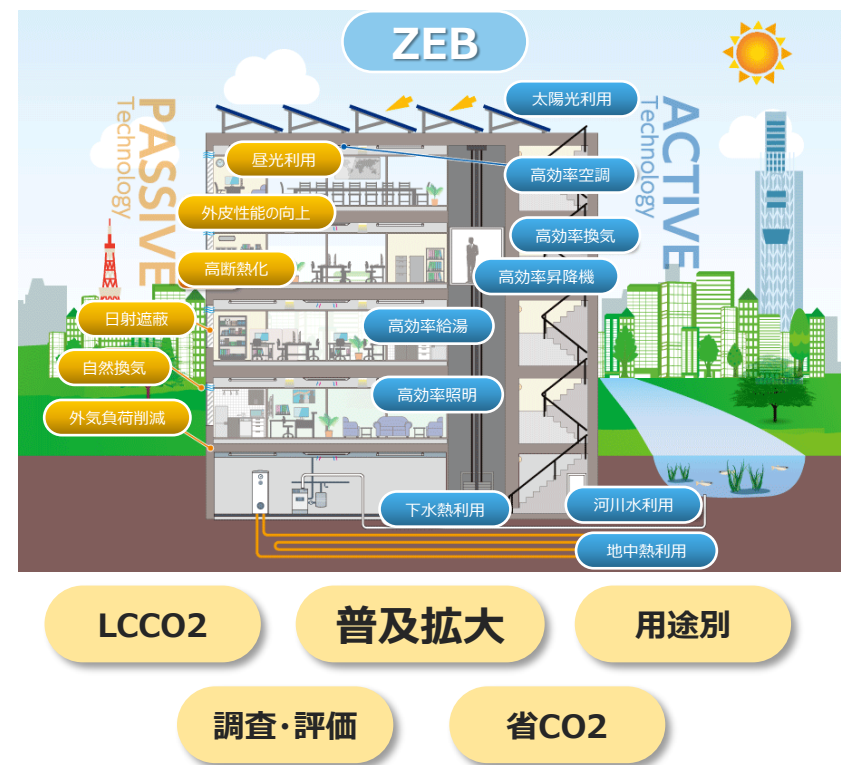 ZEB
PASSIVE
Technology
ACTIVE
Technology
太陽光利用
昼光利用
高効率空調
外皮性能の向上
高効率換気
高断熱化
高効率昇降機
日射遮蔽
高効率給湯
自然換気
高効率照明
外気負荷削減
下水熱利用
河川水利用
地中熱利用
LCCO2
普及拡大
用途別
調査･評価
省CO2